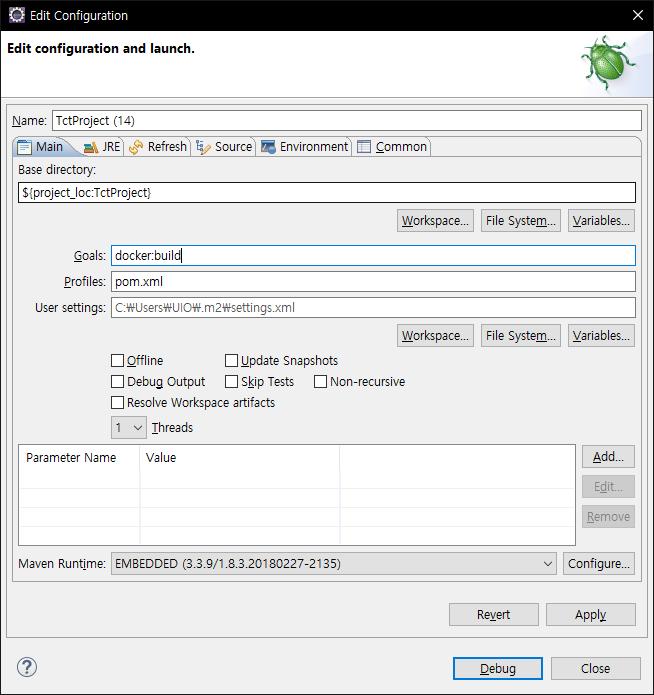 Edit Configuration
Edit configuration and launch.
Name: TctProject (14)
Main JRE Refresh Source Environment Common
Base directory:
${project_loc:TctProject}
Workspace... File System... Variables...
Goals: docker:build
Profiles: pom.xml
User settings: C:₩Users₩UIO₩.m2₩settings.xml
Workspace... File System... Variables...
Offline Update Snapshots
Debug Output Skip Tests Non-recursive
Resolve Workspace artifacts
1 Threads
Parameter Name Value
Add...
Edit...
Remove
Maven Runtime: EMBEDDED (3.3.9/1.8.3.20180227-2135) Configure...
Revert Apply
Debug Close